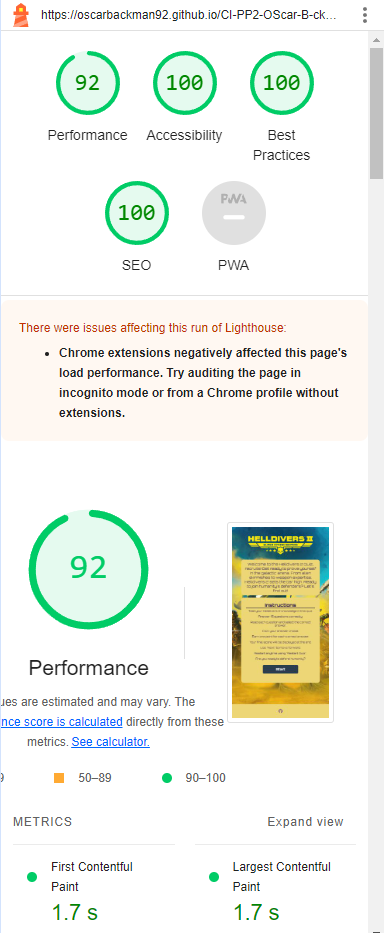 https://oscarbackman92.github.io/CI-PP2-OScar-B-ck…
92
100
100
Performance
Accessibility
Best
Practices
100
PWA
SEO
PWA
There were issues affecting this run of Lighthouse:
Chrome extensions negatively affected this page's
load performance. Try auditing the page in
incognito mode or from a Chrome profile without
extensions.
92
HELLDIVERS II
Instructions
Performance
ues are estimated and may vary. The
nce score is calculated directly from these
metrics. See calculator.
9
50–89
90–100
METRICS
Expand view
First Contentful
Paint
1.7 s
Largest Contentful
Paint
1.7 s